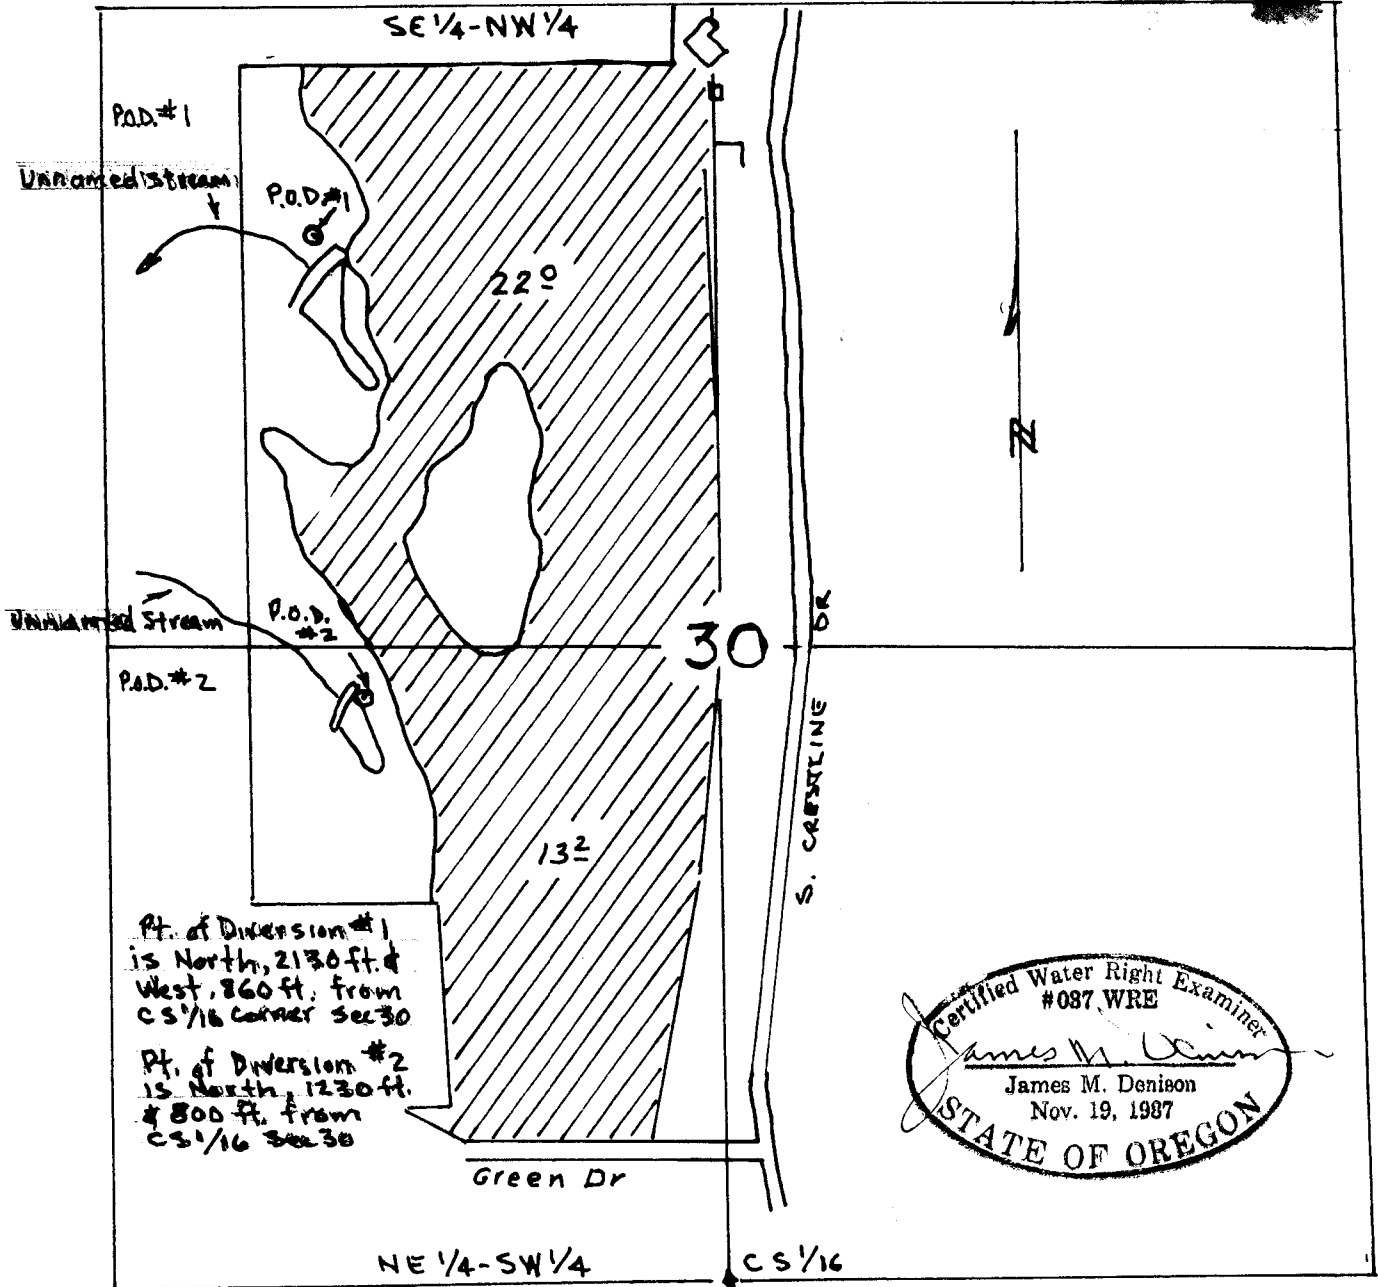 SE 1/4-NW 1/4
P.O.D. #1
Unnamed stream
P.O.D. #1
22 0
N
Unnamed Stream
P.O.D.
#2
30
P.O.D. #2
S. CRESTLINE DR
13 2
Pt. of Diversion #1
is North, 2130 ft. &
West, 860 ft. from
CS 1/16 Corner Sec 30
Pt. of Diversion #2
is North, 1230 ft.
& 800 ft. from
CS 1/16 Sec 30
Certified Water Right Examiner
#037 WRE
James M. Denison
James M. Denison
Nov. 19, 1987
STATE OF OREGON
Green Dr
NE 1/4-SW 1/4
CS 1/16